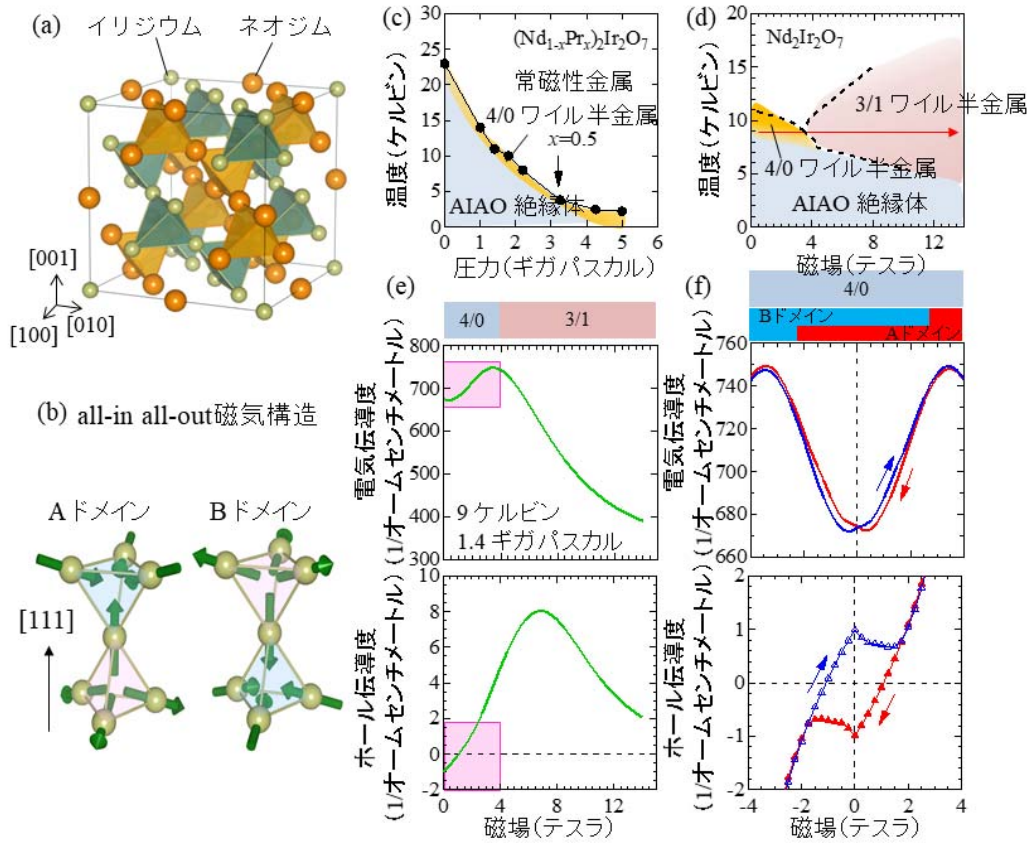 (a)
イリジウム
ネオジム
[001]
[100]
[010]
(b) all-in all-out磁気構造
Aドメイン
Bドメイン
[111]
(c)
30
25
20
15
10
5
0
温度(ケルビン)
(Nd1-xPrx)2Ir2O7
常磁性金属
4/0 ワイル半金属
x=0.5
AIAO 絶縁体
0 1 2 3 4 5 6
圧力(ギガパスカル)
(d)
20
15
10
5
0
温度(ケルビン)
Nd2Ir2O7
3/1 ワイル半金属
4/0 ワイル半金属
AIAO 絶縁体
0 4 8 12
磁場(テスラ)
(e)
4/0
3/1
800
700
600
500
400
300
電気伝導度
(1/オームセンチメートル)
9 ケルビン
1.4 ギガパスカル
10
8
6
4
2
0
-2
ホール伝導度
(1/オームセンチメートル)
0 4 8 12
磁場(テスラ)
(f)
4/0
Bドメイン
Aドメイン
760
740
720
700
680
660
電気伝導度
(1/オームセンチメートル)
2
1
0
-1
-2
ホール伝導度
(1/オームセンチメートル)
-4 -2 0 2 4
磁場(テスラ)